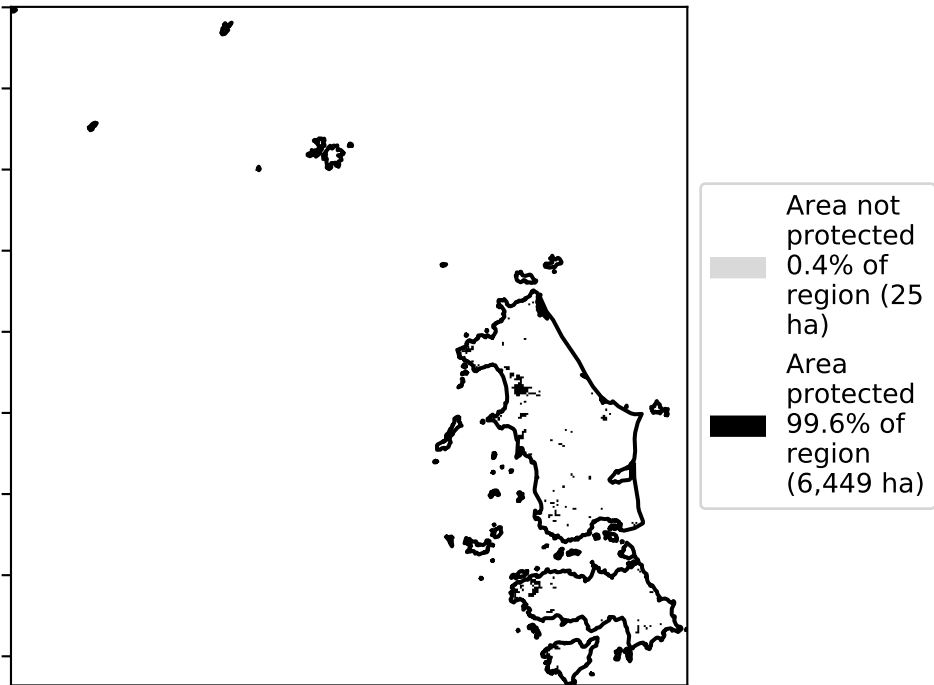 Area not
protected
0.4% of
region (25
ha)
Area
protected
99.6% of
region
(6,449 ha)